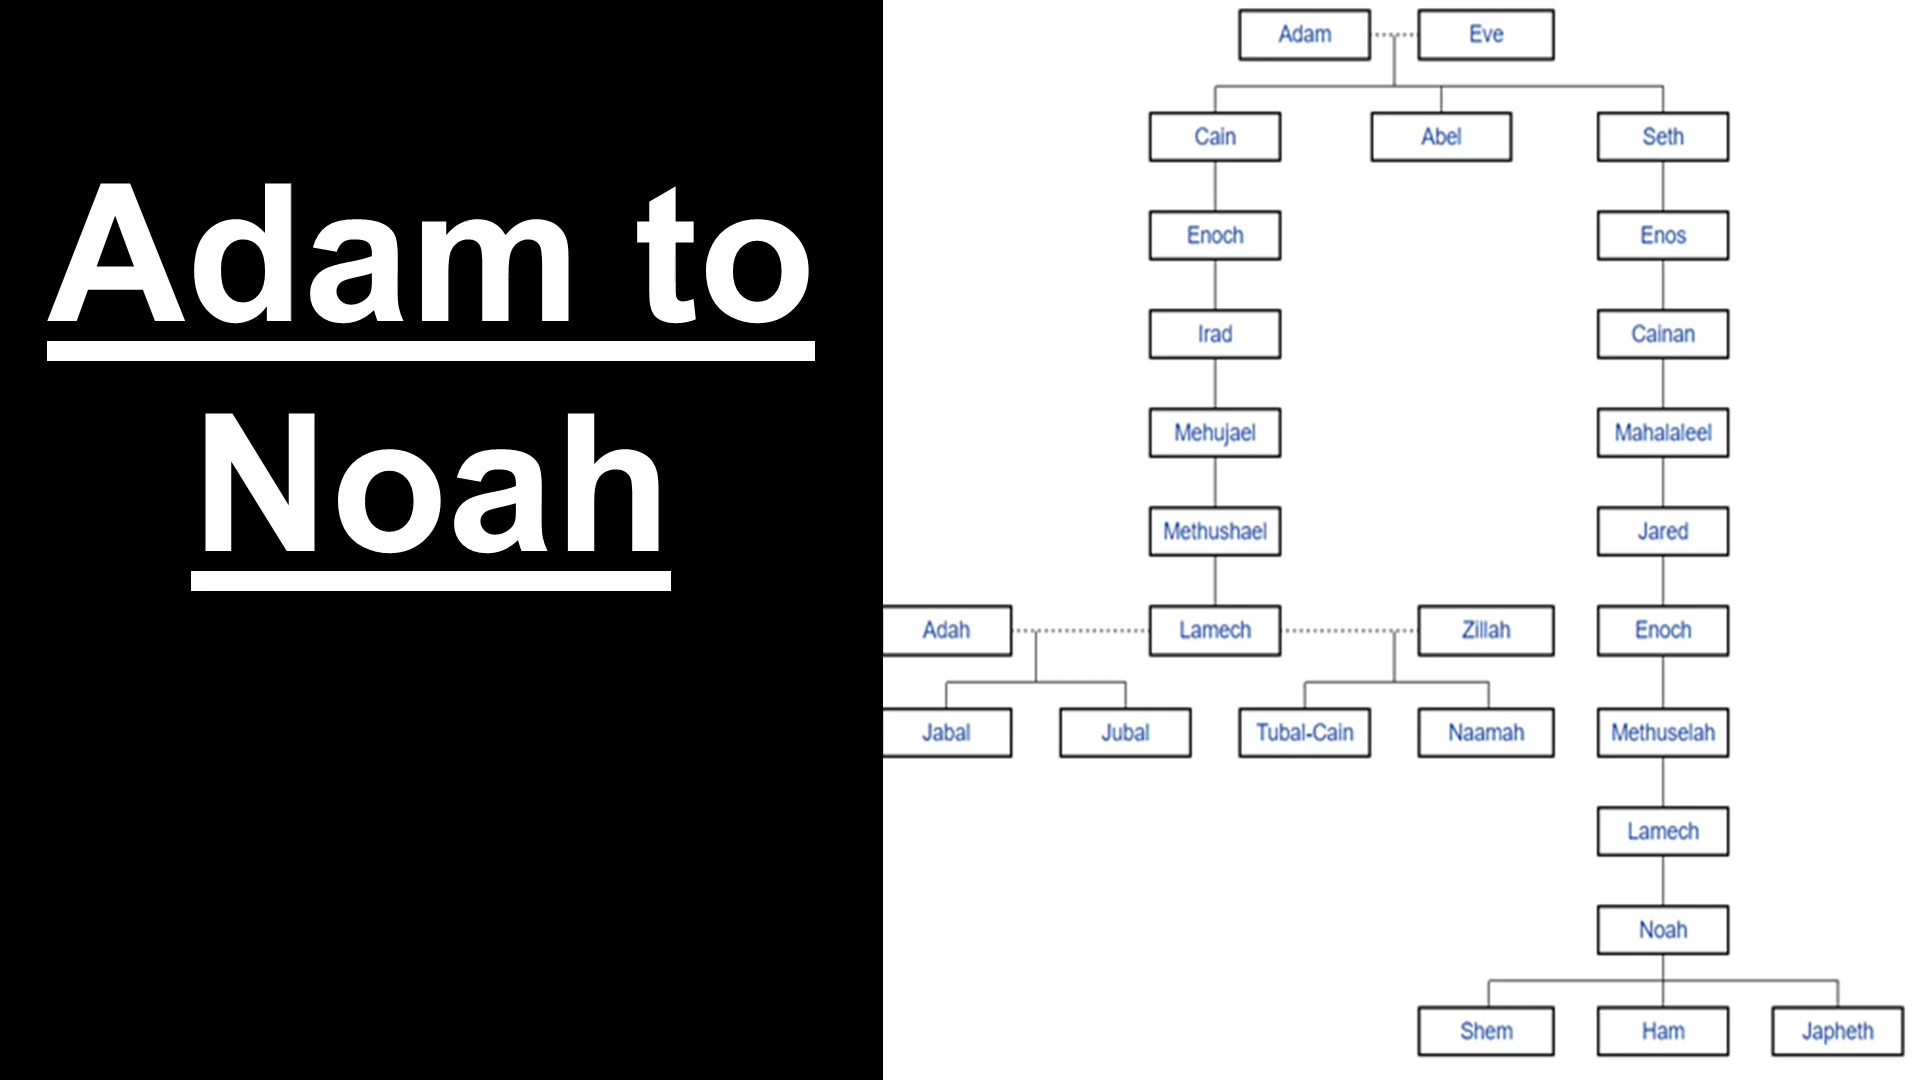 Adam to
Noah
Adam Eve
Cain Abel Seth
Enoch Enos
Irad Cainan
Mehujael Mahalaleel
Methushael Jared
Adah Lamech Zillah Enoch
Jabal Jubal Tubal-Cain Naamah Methuselah
Lamech
Noah
Shem Ham Japheth